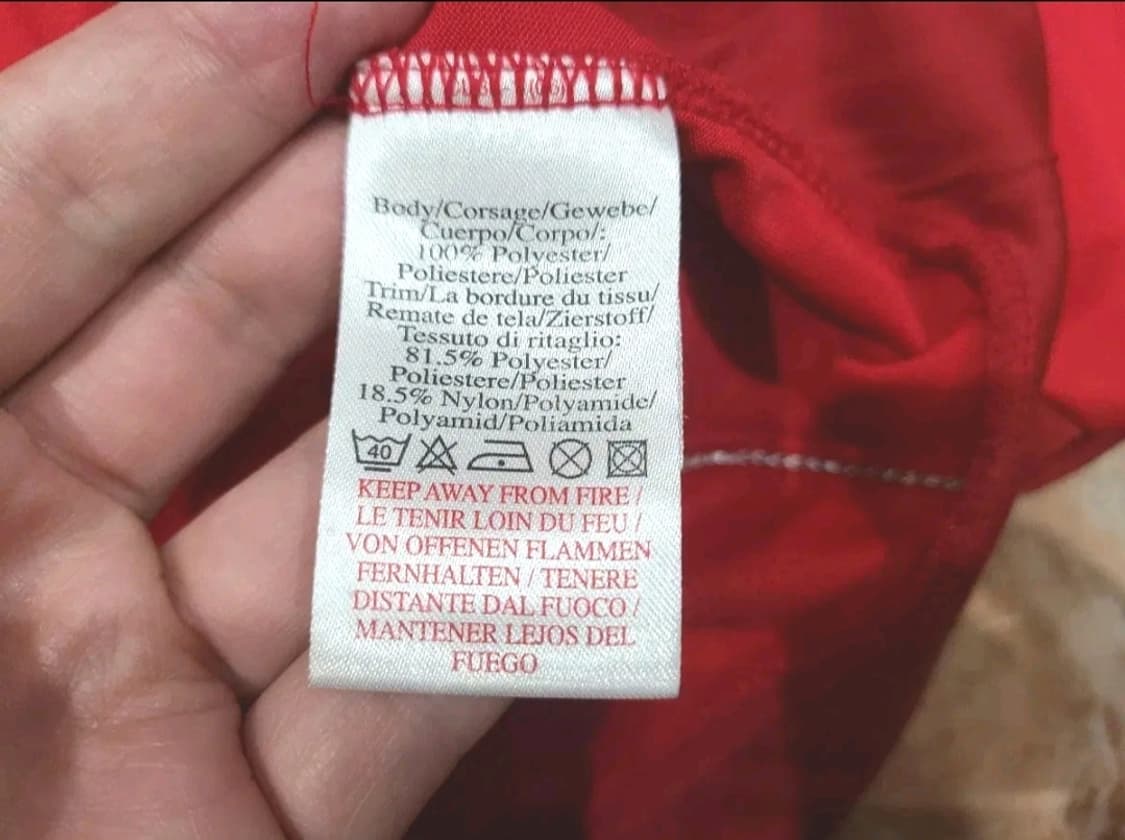 Body/Corsage/Gewebe/
Cuerpo/Corpo/:
100% Polyester/
Poliestere/Poliester
Trim/La bordure du tissu/
Remate de tela/Zierstoff/
Tessuto di ritaglio:
81.5% Polyester/
Poliestere/Poliester
18.5% Nylon/Polyamide/
Polyamid/Poliamida
40
KEEP AWAY FROM FIRE /
LE TENIR LOIN DU FEU /
VON OFFENEN FLAMMEN
FERNHALTEN / TENERE
DISTANTE DAL FUOCO /
MANTENER LEJOS DEL
FUEGO